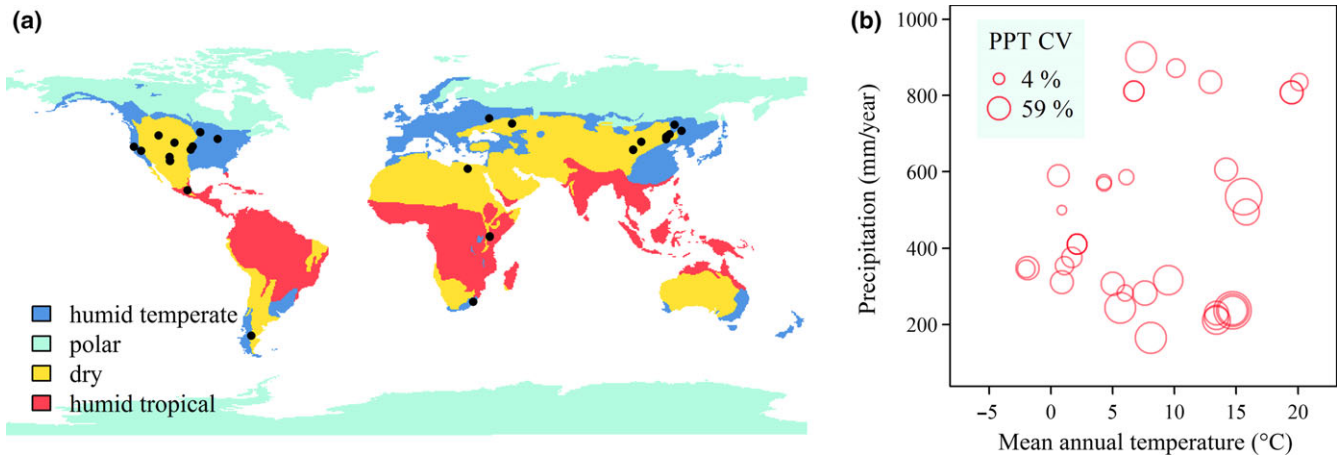 (a)
humid temperate
polar
dry
humid tropical
(b)
1000
800
600
400
200
Precipitation (mm/year)
PPT CV
4 %
59 %
−5
0
5
10
15
20
Mean annual temperature (°C)